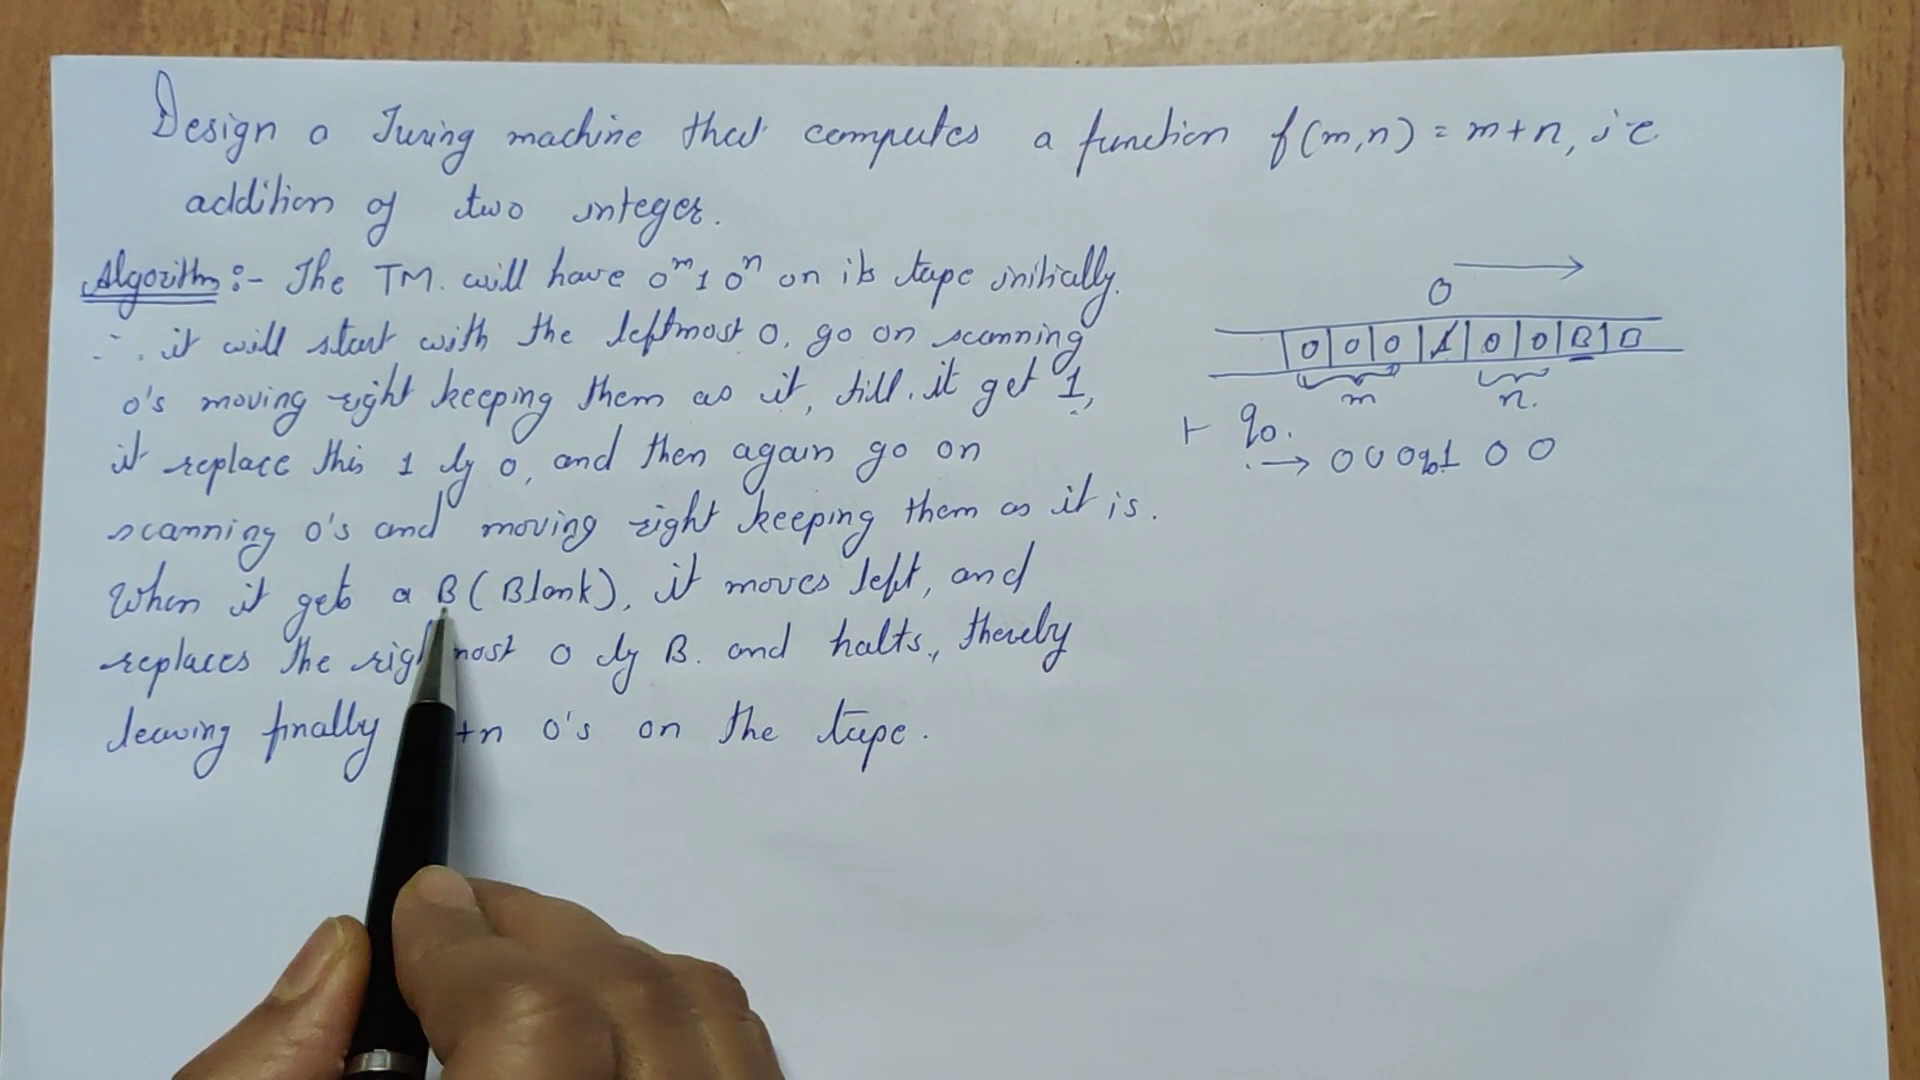 Design a Turing machine that computes a function f(m,n) = m+n, i.e
addition of two integer.
Algorithm :- The TM. will have 0^m 1 0^n on its tape initially.
∴ it will start with the leftmost 0, go on scanning
0's moving right keeping them as it, till it get 1,
it replace this 1 by 0, and then again go on
scanning 0's and moving right keeping them as it is.
When it gets a B (Blank), it moves left, and
replaces the most 0 by B. and halts, thereby
leaving finally +n 0's on the tape.
0 →
0 0 0 1 0 0 B B
m n.
⊢ q0.
→ 0 0 0 q0 1 0 0